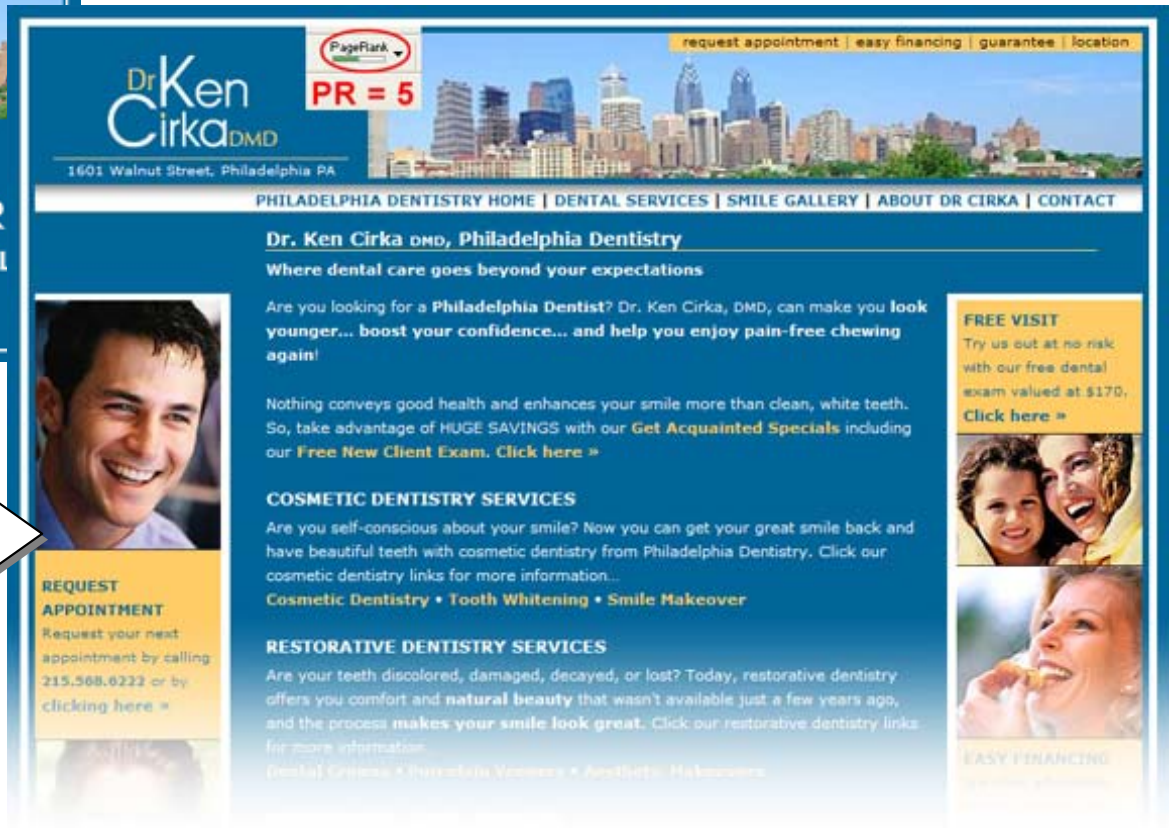 PageRank
PR = 5
request appointment | easy financing | guarantee | location
Dr Ken
Cirka DMD
1601 Walnut Street, Philadelphia PA
R
L
PHILADELPHIA DENTISTRY HOME | DENTAL SERVICES | SMILE GALLERY | ABOUT DR CIRKA | CONTACT
Dr. Ken Cirka DMD, Philadelphia Dentistry
Where dental care goes beyond your expectations
Are you looking for a Philadelphia Dentist? Dr. Ken Cirka, DMD, can make you look
younger... boost your confidence... and help you enjoy pain-free chewing
again!
Nothing conveys good health and enhances your smile more than clean, white teeth.
So, take advantage of HUGE SAVINGS with our Get Acquainted Specials including
our Free New Client Exam. Click here »
COSMETIC DENTISTRY SERVICES
Are you self-conscious about your smile? Now you can get your great smile back and
have beautiful teeth with cosmetic dentistry from Philadelphia Dentistry. Click our
cosmetic dentistry links for more information...
Cosmetic Dentistry • Tooth Whitening • Smile Makeover
RESTORATIVE DENTISTRY SERVICES
Are your teeth discolored, damaged, decayed, or lost? Today, restorative dentistry
offers you comfort and natural beauty that wasn't available just a few years ago,
and the process makes your smile look great. Click our restorative dentistry links
for more information...
Dental Crowns • Porcelain Veneers • Aesthetic Makeovers
REQUEST
APPOINTMENT
Request your next
appointment by calling
215.568.6222 or by
clicking here »
FREE VISIT
Try us out at no risk
with our free dental
exam valued at $170.
Click here »
EASY FINANCING